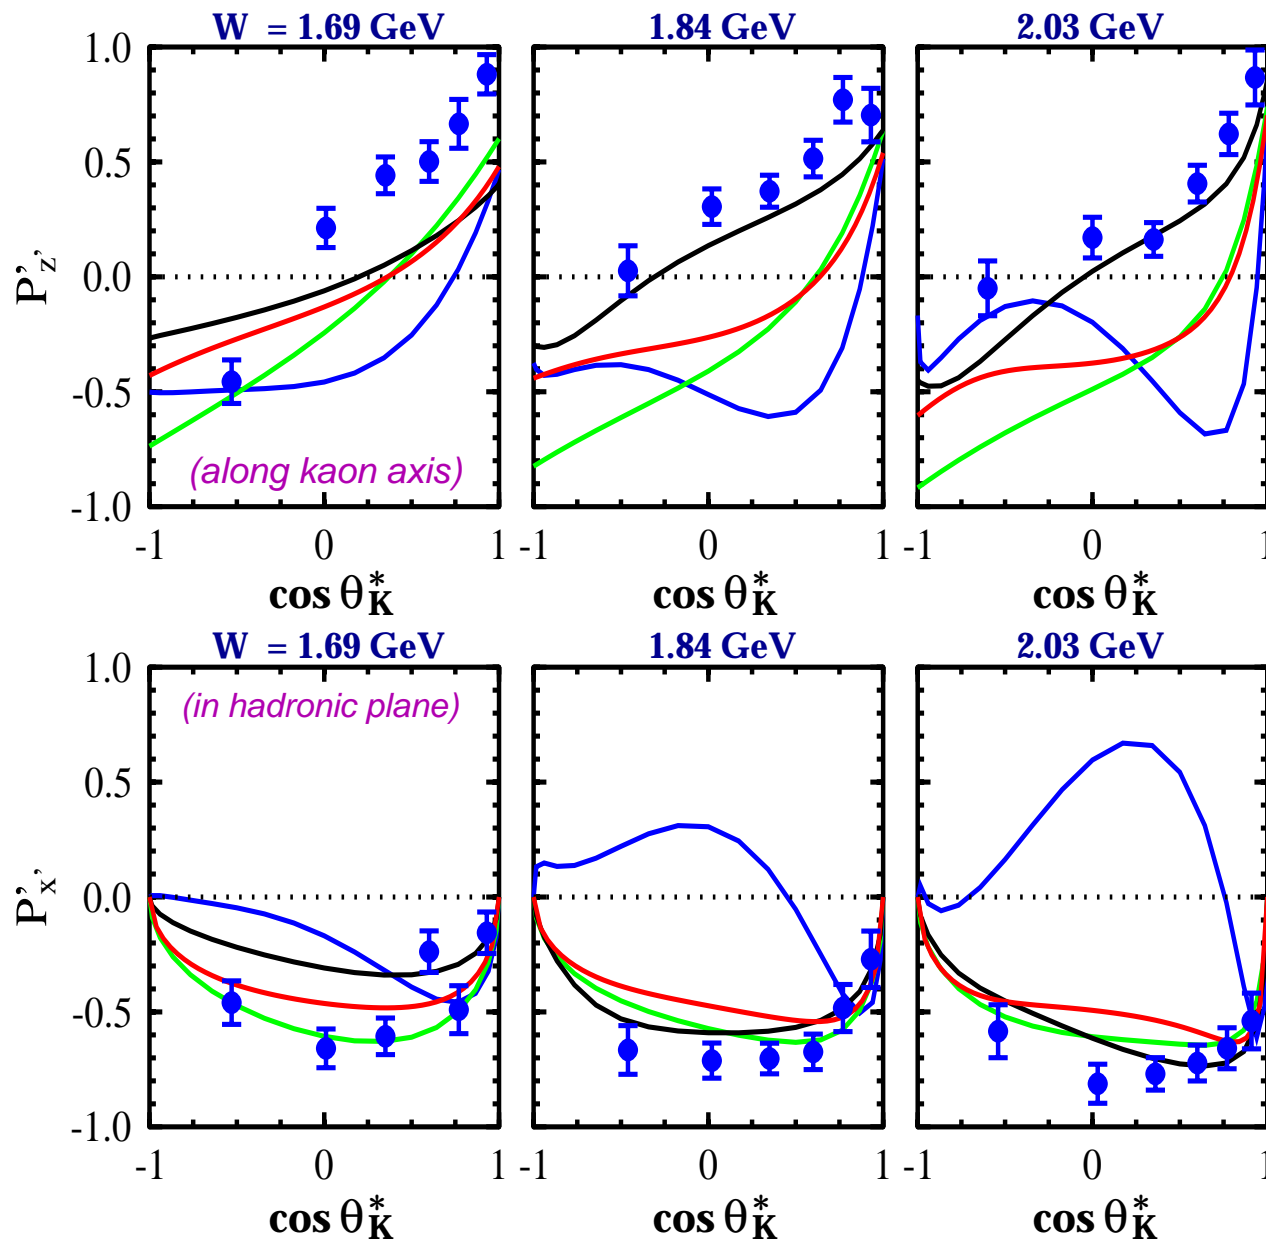 W = 1.69 GeV 1.84 GeV 2.03 GeV
1.0
0.5
0.0
-0.5
-1.0
P'z'
(along kaon axis)
-1 0 1 -1 0 1 -1 0 1
cos θ*K cos θ*K cos θ*K
W = 1.69 GeV 1.84 GeV 2.03 GeV
1.0
(in hadronic plane)
0.5
0.0
-0.5
-1.0
P'x'
-1 0 1 -1 0 1 -1 0 1
cos θ*K cos θ*K cos θ*K